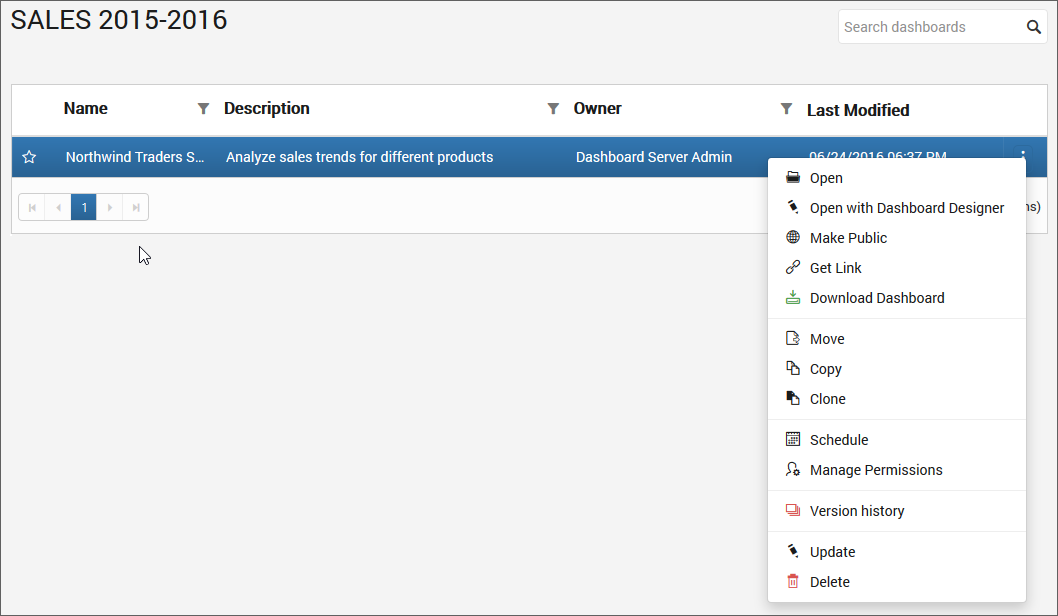 SALES 2015-2016
Search dashboards
Name Description Owner Last Modified
Northwind Traders S... Analyze sales trends for different products Dashboard Server Admin 06/24/2016 06:37 PM
1
Open
Open with Dashboard Designer
Make Public
Get Link
Download Dashboard
Move
Copy
Clone
Schedule
Manage Permissions
Version history
Update
Delete